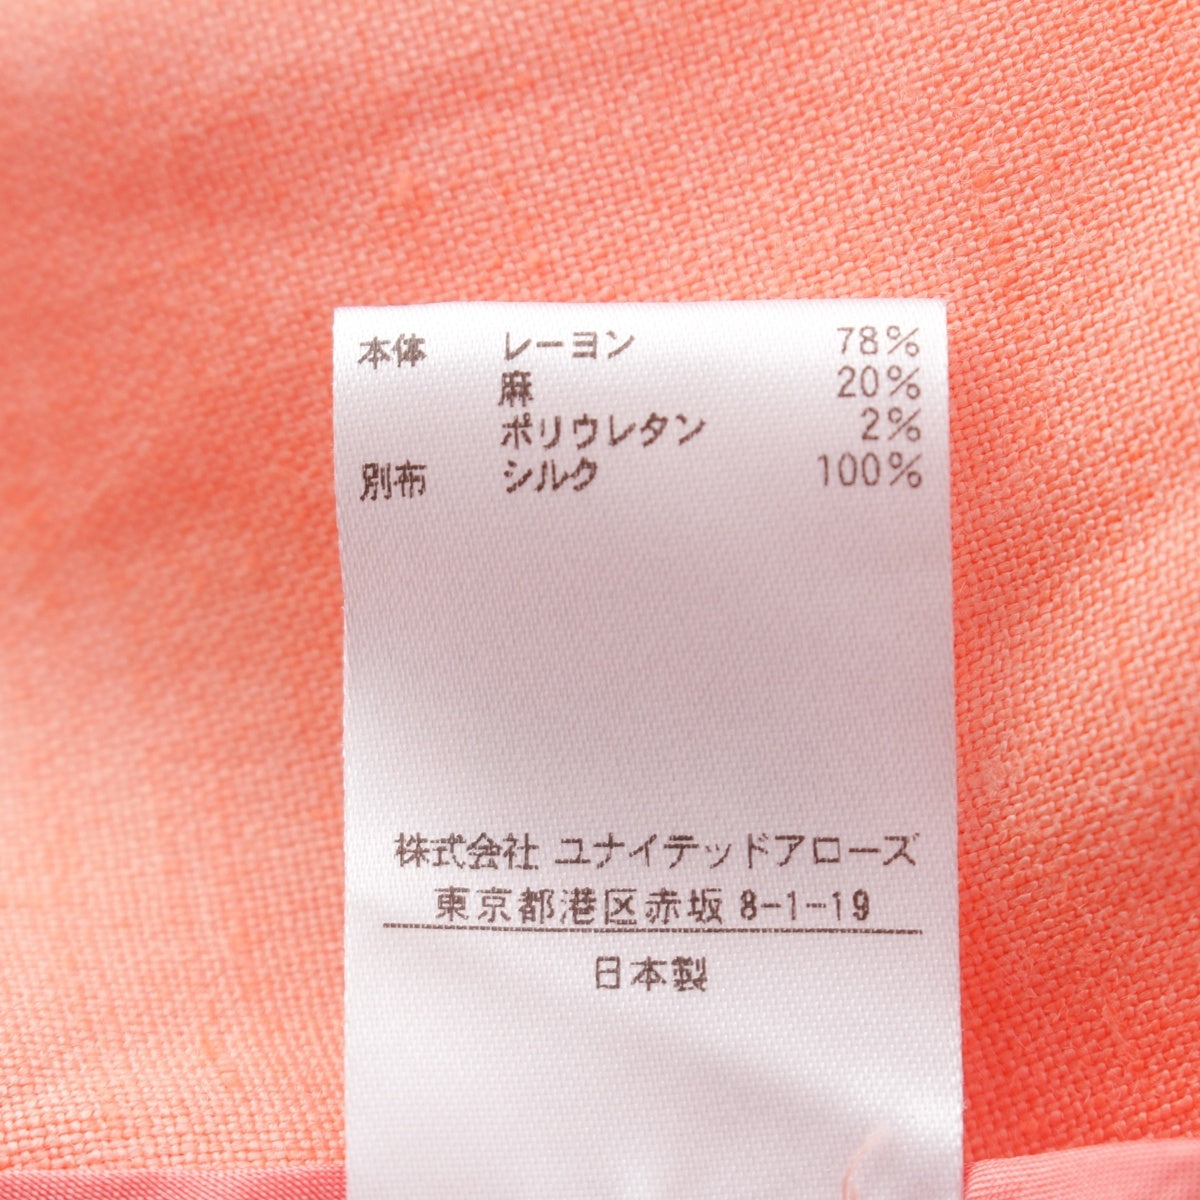 本体 レーヨン 78%
麻 20%
ポリウレタン 2%
別布 シルク 100%
株式会社 ユナイテッドアローズ
東京都港区赤坂 8-1-19
日本製